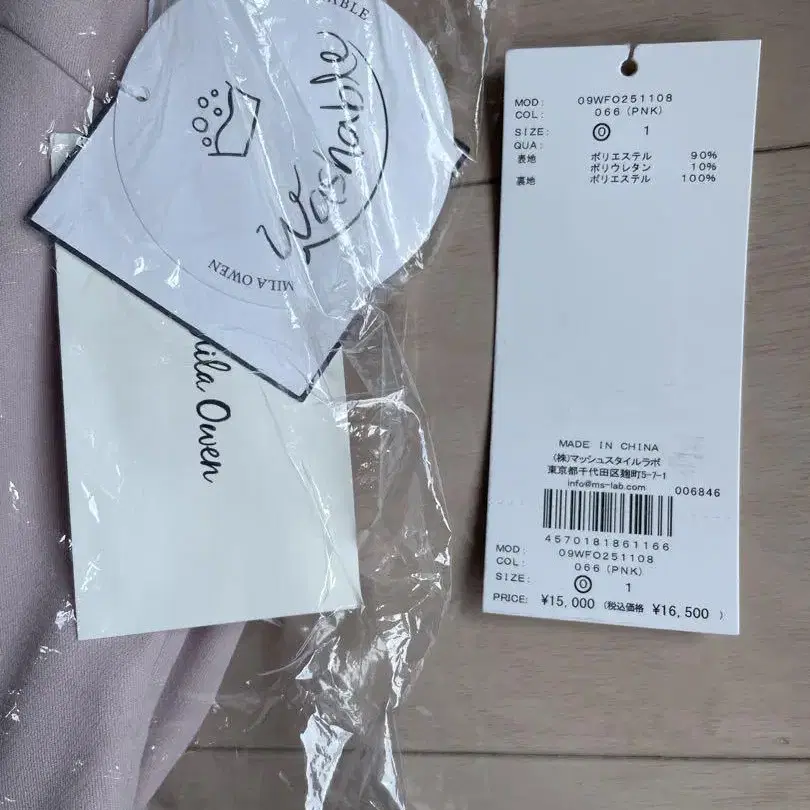 ABLE
Washable
MILA OWEN
Mila Owen
MOD: 09WFO251108
COL: 066 (PNK)
SIZE: ⓪ 1
QUA:
表地 ポリエステル 90%
ポリウレタン 10%
裏地 ポリエステル 100%
MADE IN CHINA
(株)マッシュスタイルラボ
東京都千代田区麹町5-7-1
info@ms-lab.com
006846
4570181861166
MOD: 09WFO251108
COL: 066 (PNK)
SIZE: ⓪ 1
PRICE: ¥15,000 (税込価格 ¥16,500 )